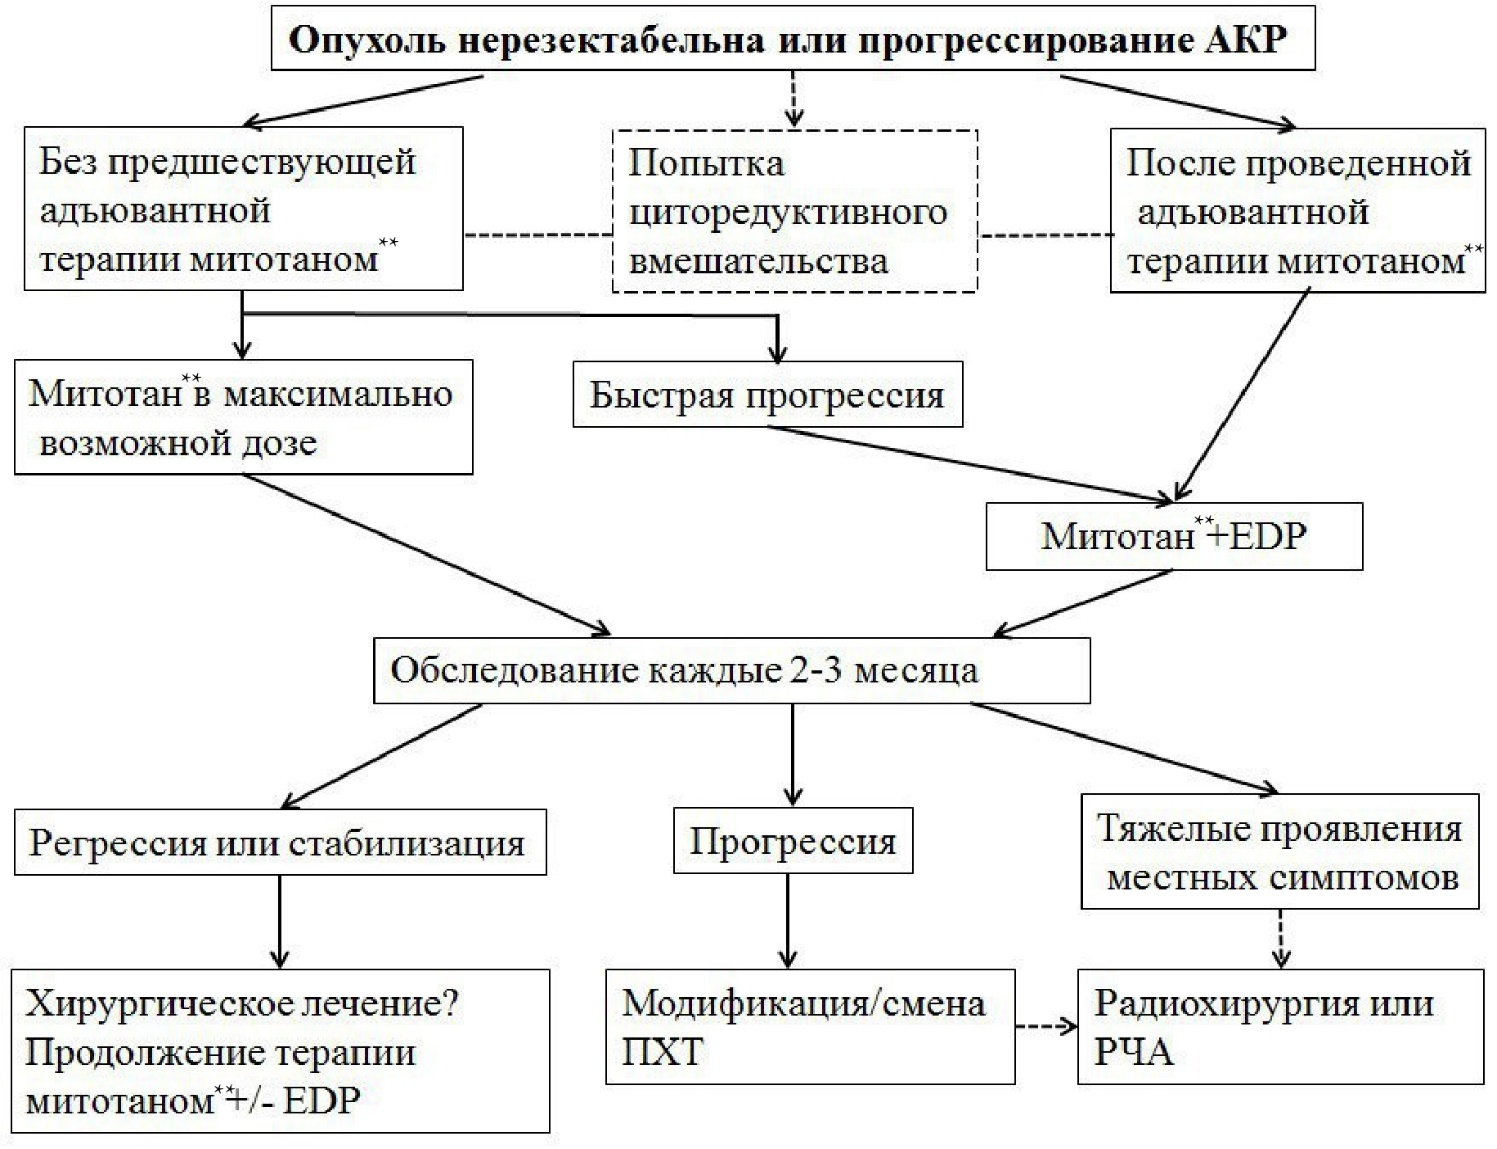 Опухоль нерезектабельна или прогрессирование АКР
Без предшествующей
адъювантной
терапии митотаном**
Попытка
циторедуктивного
вмешательства
После проведенной
адъювантной
терапии митотаном**
Митотан**в максимально
возможной дозе
Быстрая прогрессия
Митотан**+EDP
Обследование каждые 2-3 месяца
Регрессия или стабилизация
Прогрессия
Тяжелые проявления
местных симптомов
Хирургическое лечение?
Продолжение терапии
митотаном**+/- EDP
Модификация/смена
ПХТ
Радиохирургия или
РЧА